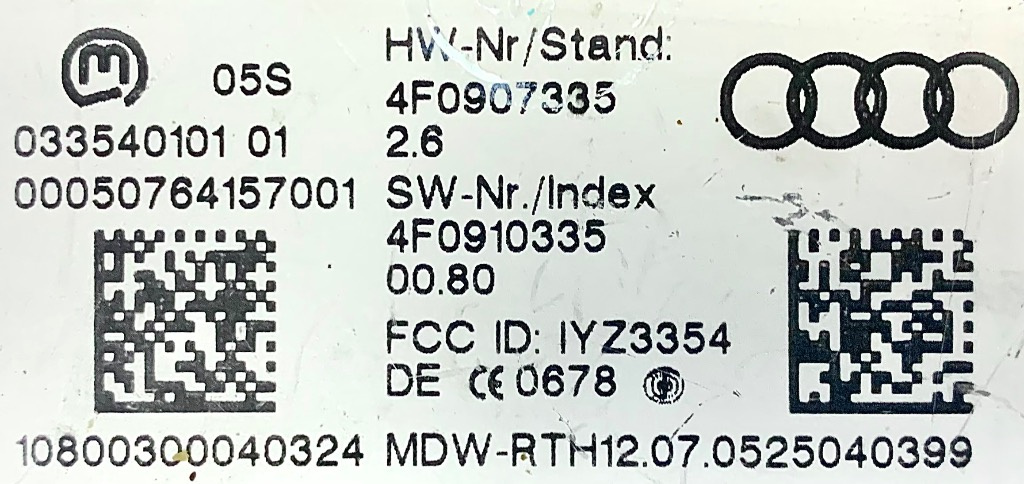 M 05S
033540101 01
00050764157001
HW-Nr/Stand:
4F0907335
2.6
SW-Nr./Index
4F0910335
00.80
FCC ID: IYZ3354
DE CE 0678
10800300040324 MDW-RTH12.07.0525040399